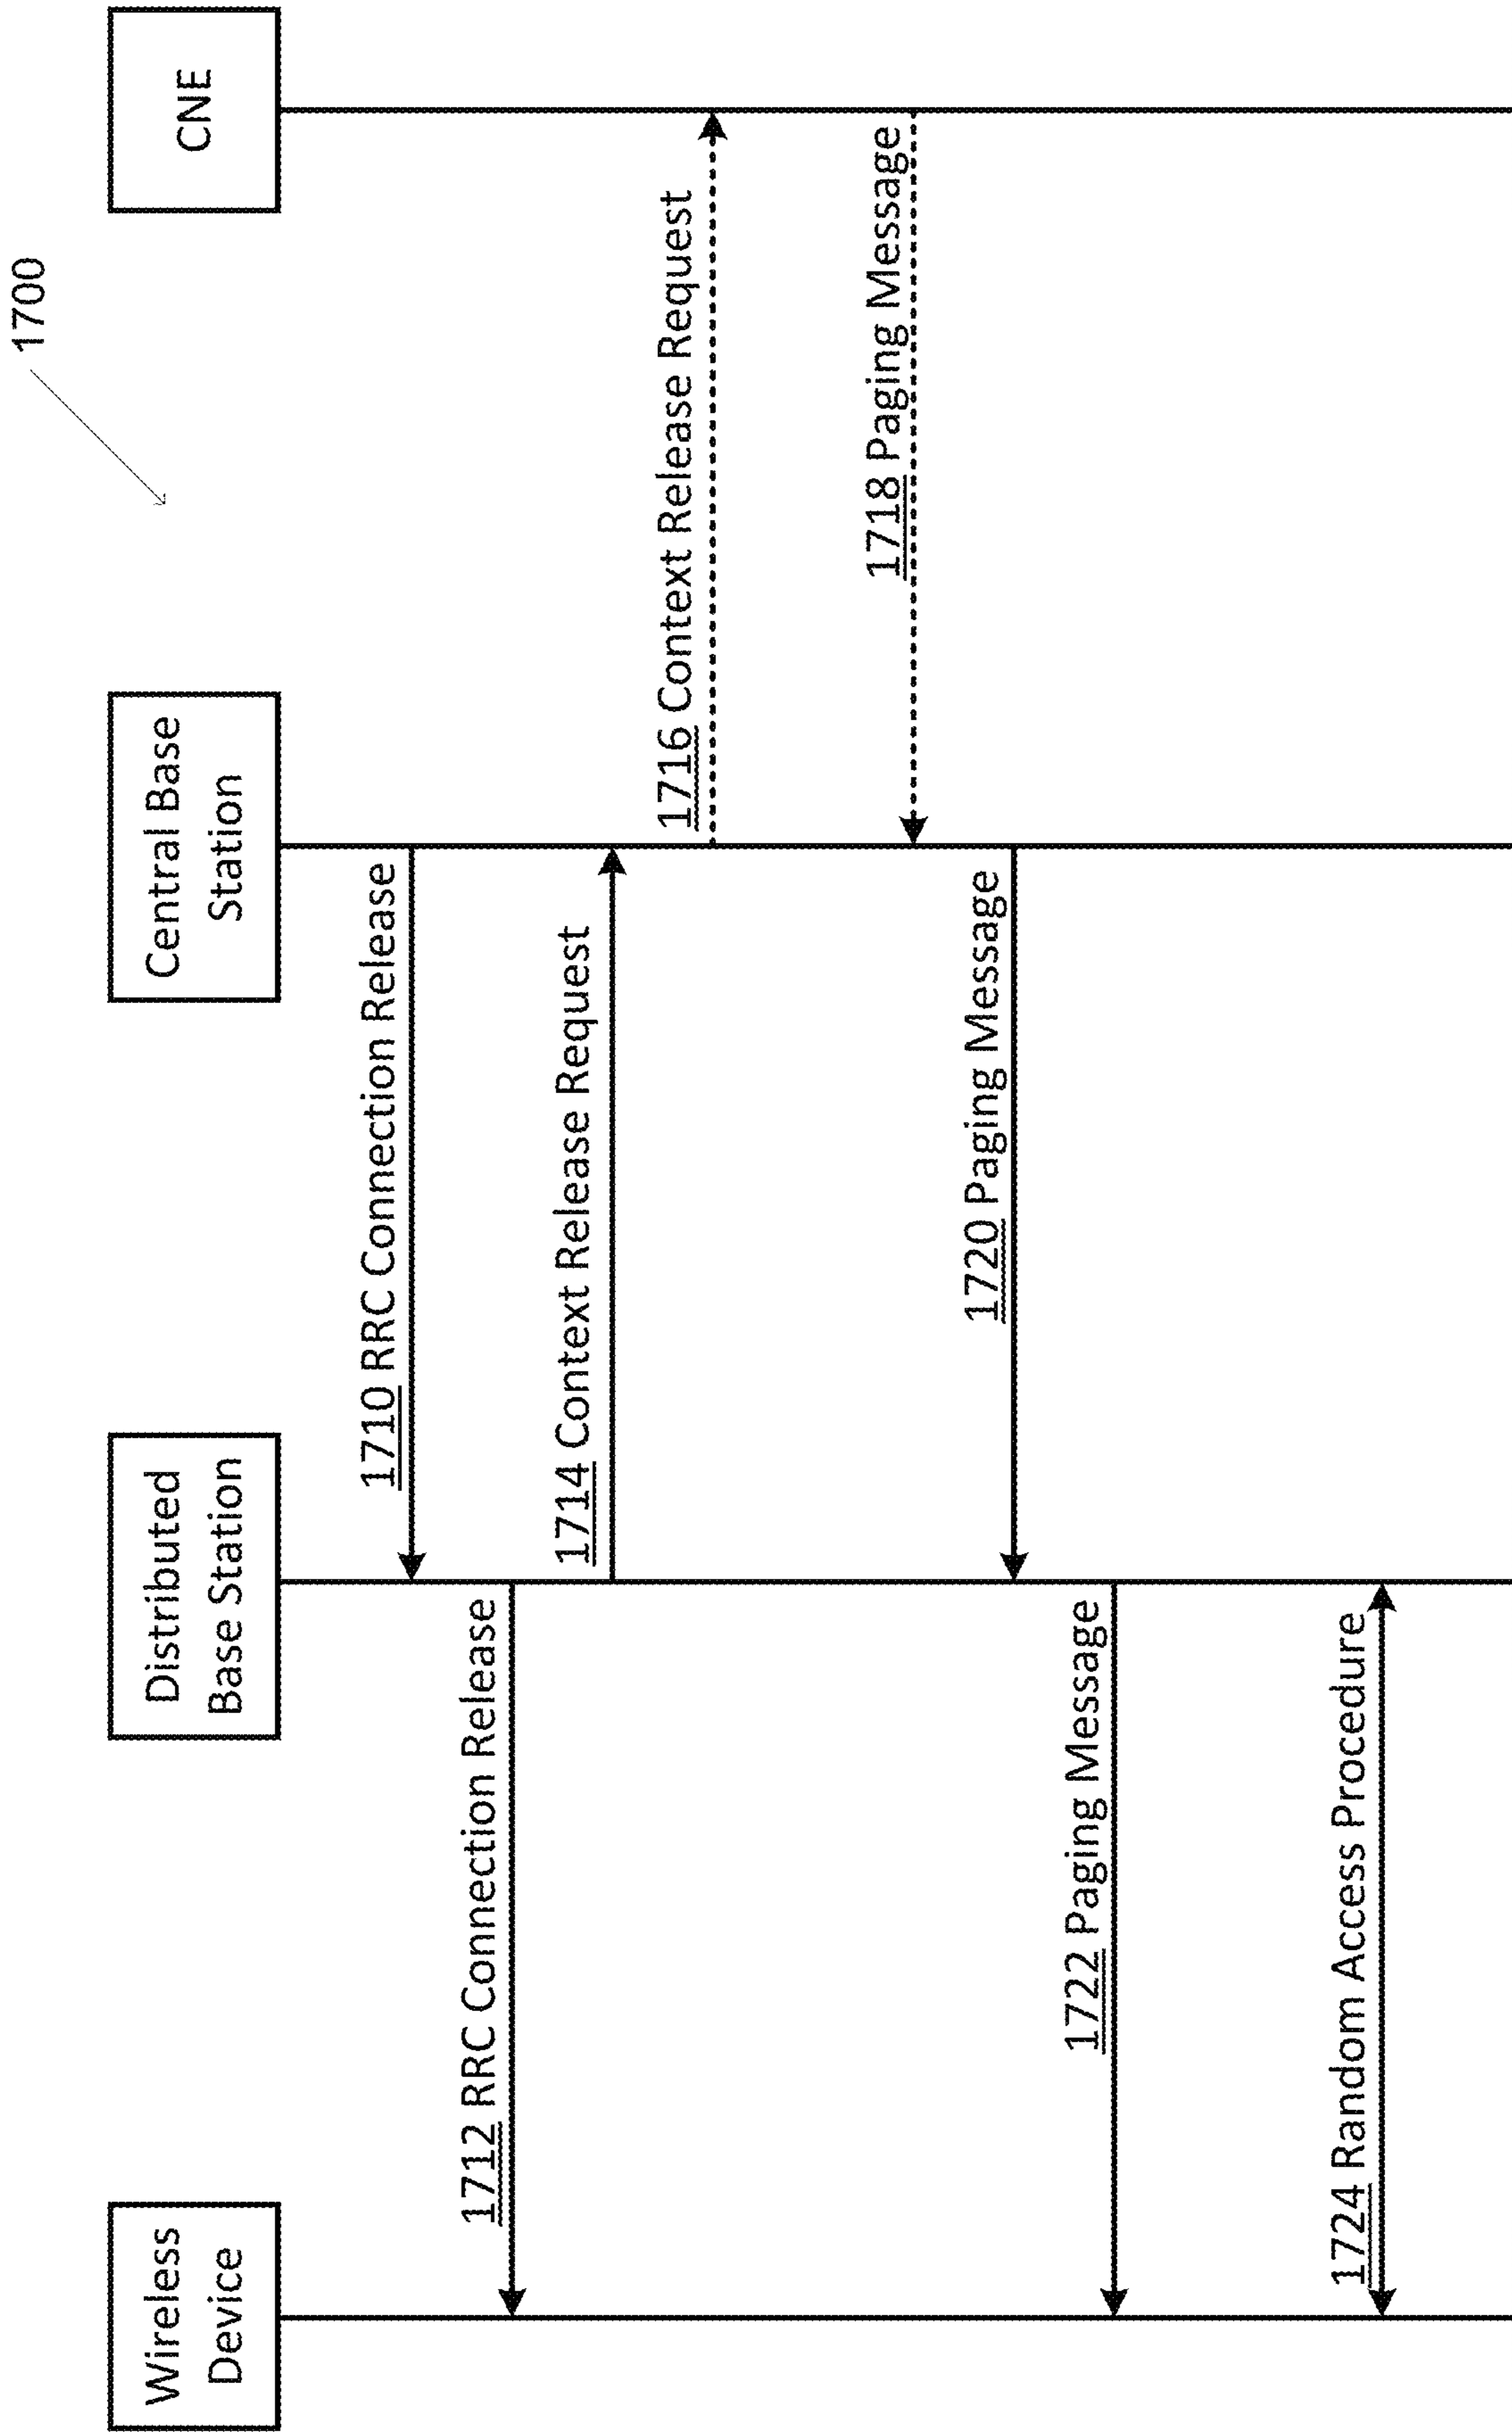 1700
Wireless
Device
Distributed
Base Station
Central Base
Station
CNE
1710 RRC Connection Release
1712 RRC Connection Release
1714 Context Release Request
1716 Context Release Request
1718 Paging Message
1720 Paging Message
1722 Paging Message
1724 Random Access Procedure